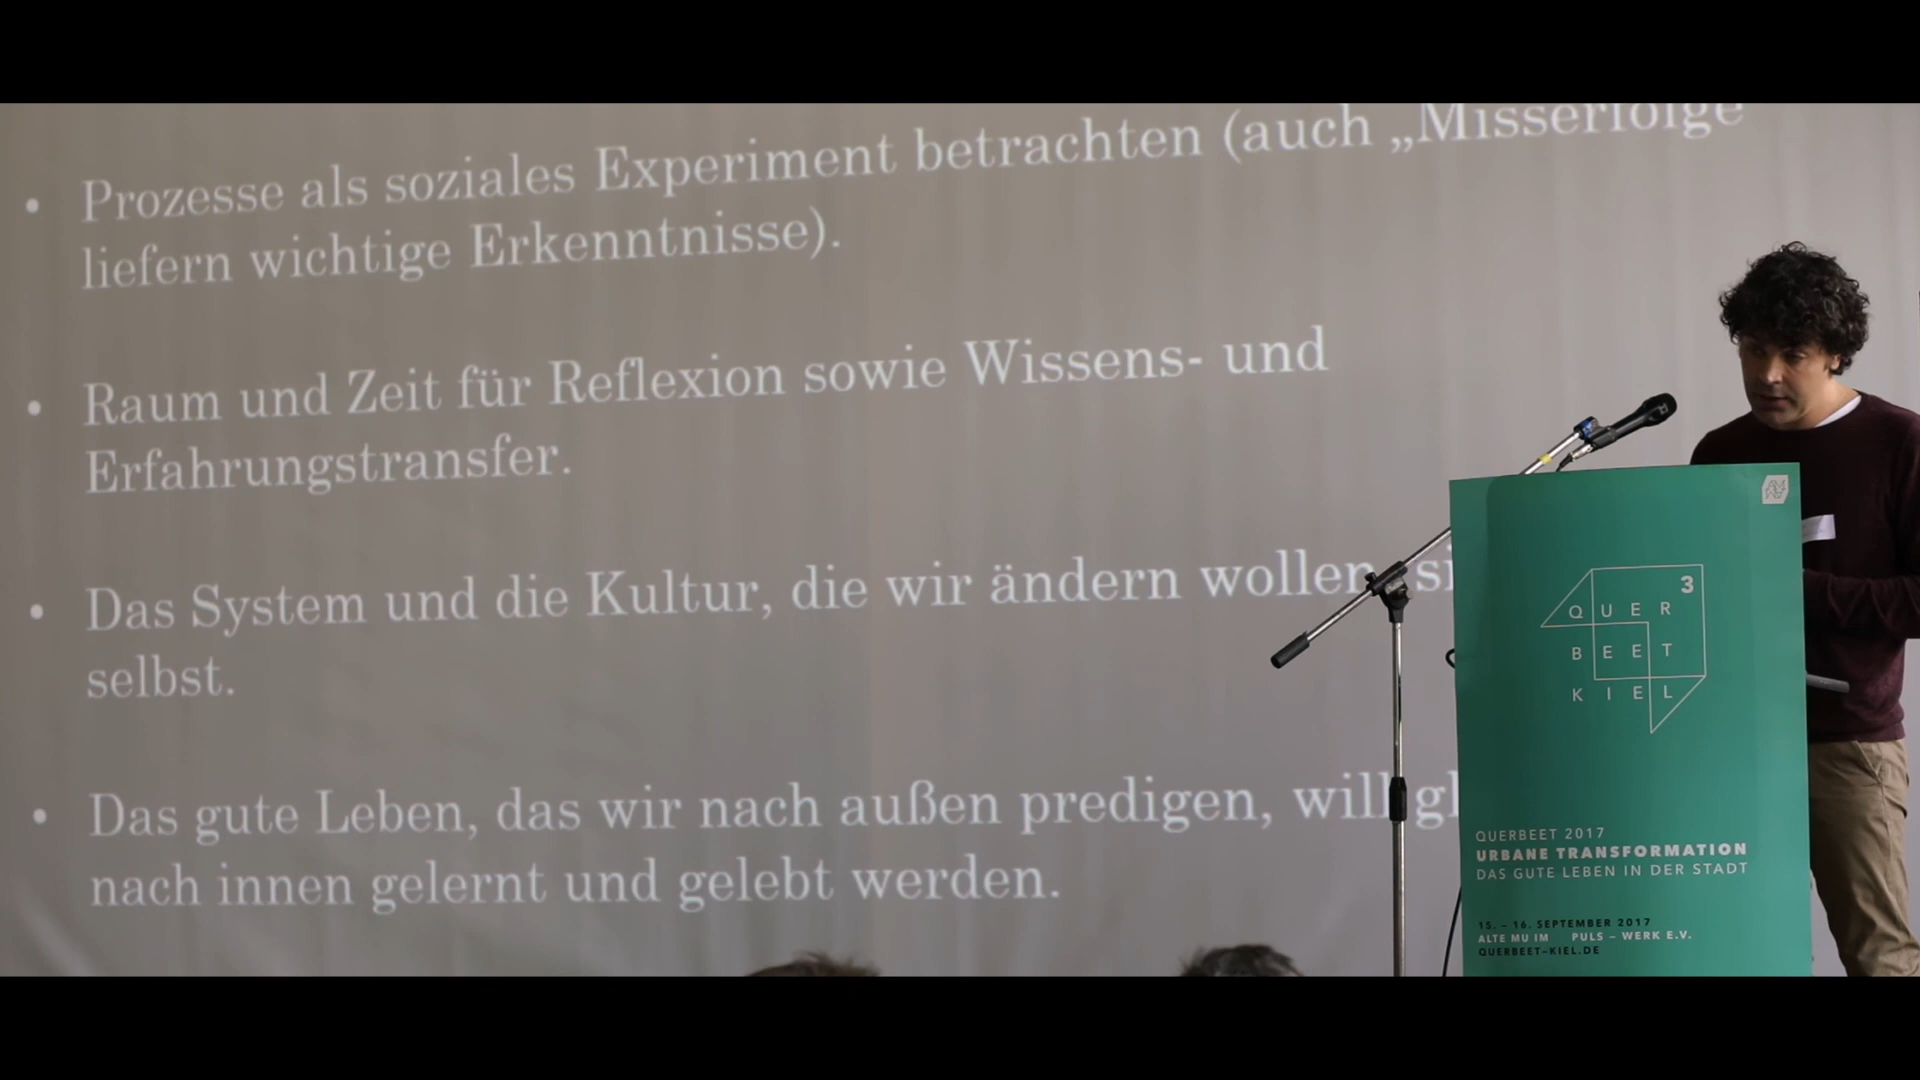 • Prozesse als soziales Experiment betrachten (auch „Misserfolge
liefern wichtige Erkenntnisse).
• Raum und Zeit für Reflexion sowie Wissens- und
Erfahrungstransfer.
• Das System und die Kultur, die wir ändern wollen, si
selbst.
• Das gute Leben, das wir nach außen predigen, will gl
nach innen gelernt und gelebt werden.
3
QUER
BEET
KIEL
QUERBEET 2017
URBANE TRANSFORMATION
DAS GUTE LEBEN IN DER STADT
15. – 16. SEPTEMBER 2017
ALTE MU IM PULS – WERK E.V.
QUERBEET–KIEL.DE